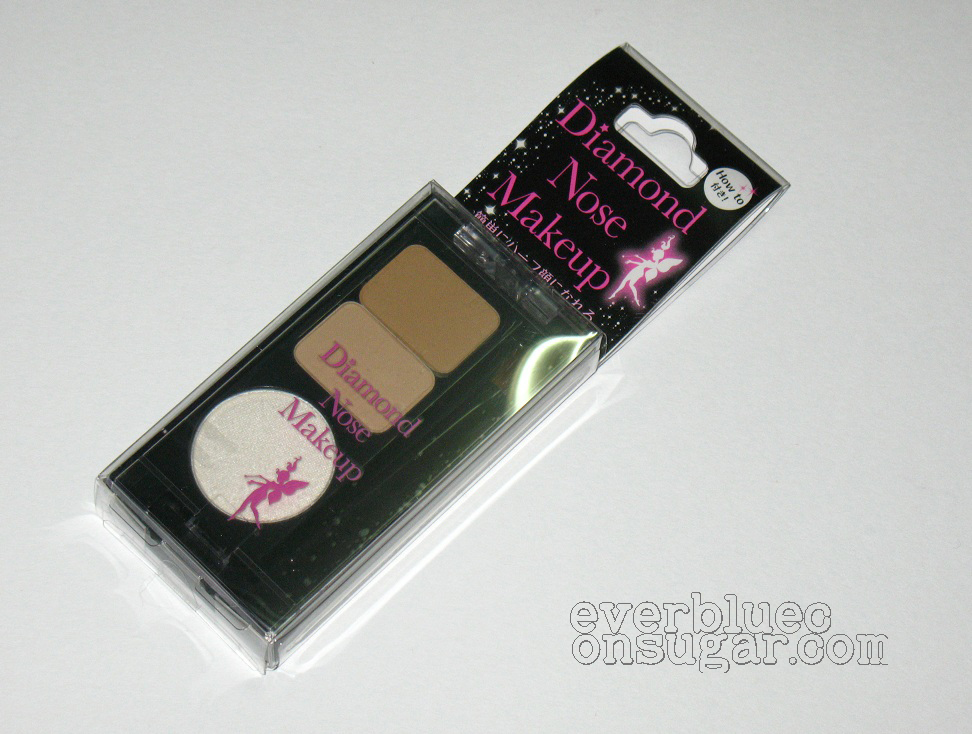 Diamond
Nose
Makeup
How to
付き!
簡単にハーフ顔になれる
Diamond
Nose
Makeup
everbluec
onsugar.com